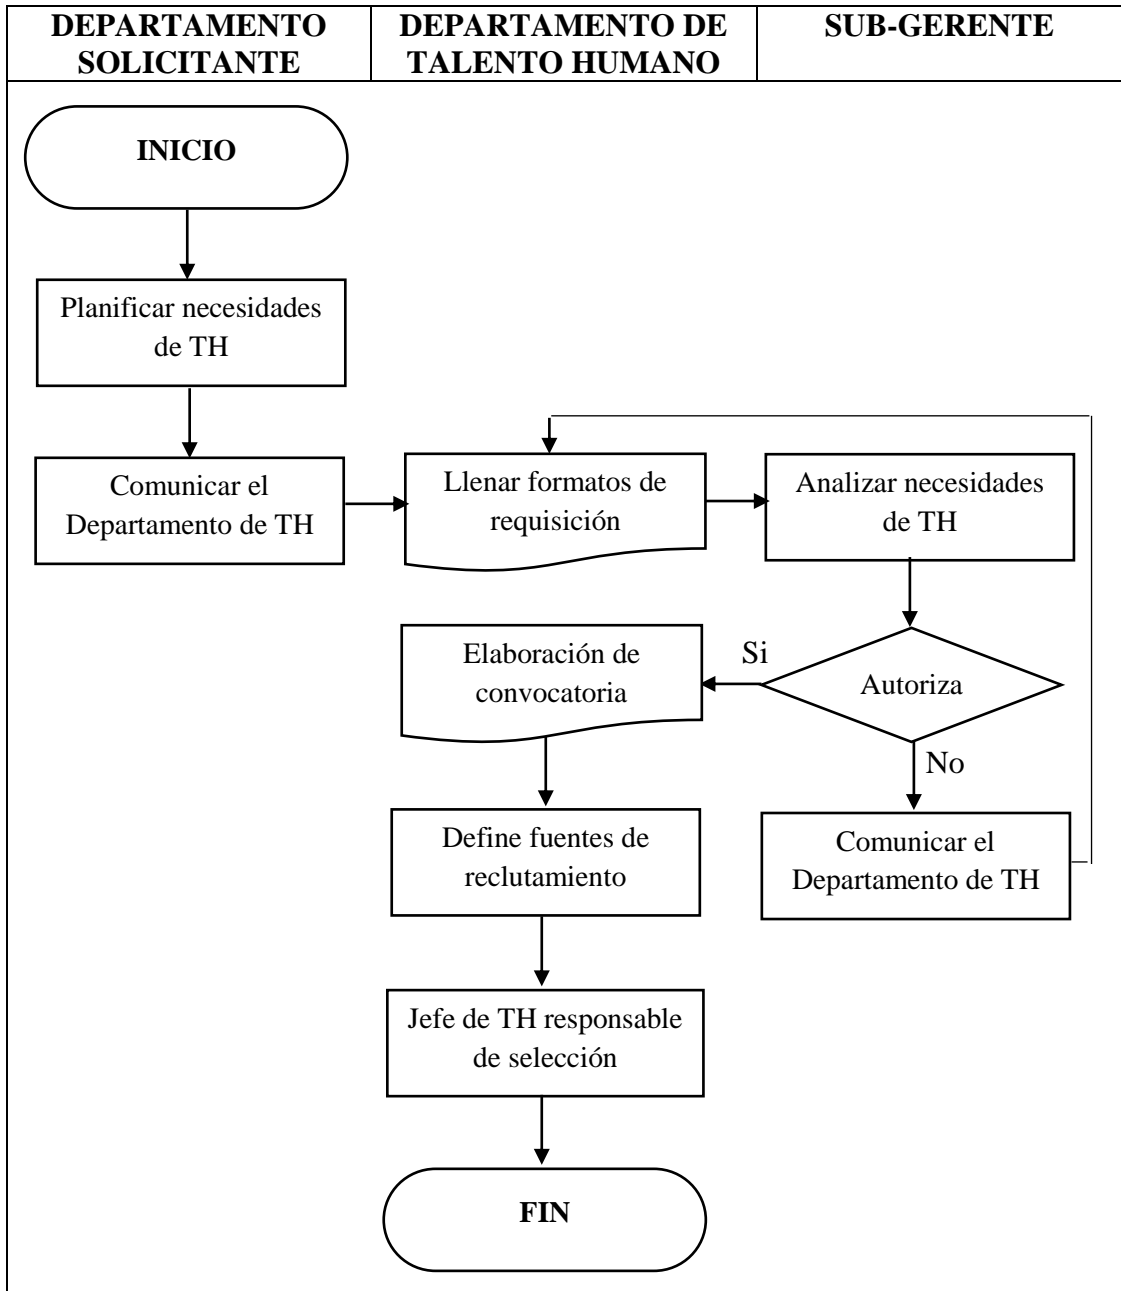 DEPARTAMENTO
SOLICITANTE
DEPARTAMENTO DE
TALENTO HUMANO
SUB-GERENTE
INICIO
Planificar necesidades
de TH
Comunicar el
Departamento de TH
Llenar formatos de
requisición
Analizar necesidades
de TH
Elaboración de
convocatoria
Si
Autoriza
No
Define fuentes de
reclutamiento
Comunicar el
Departamento de TH
Jefe de TH responsable
de selección
FIN